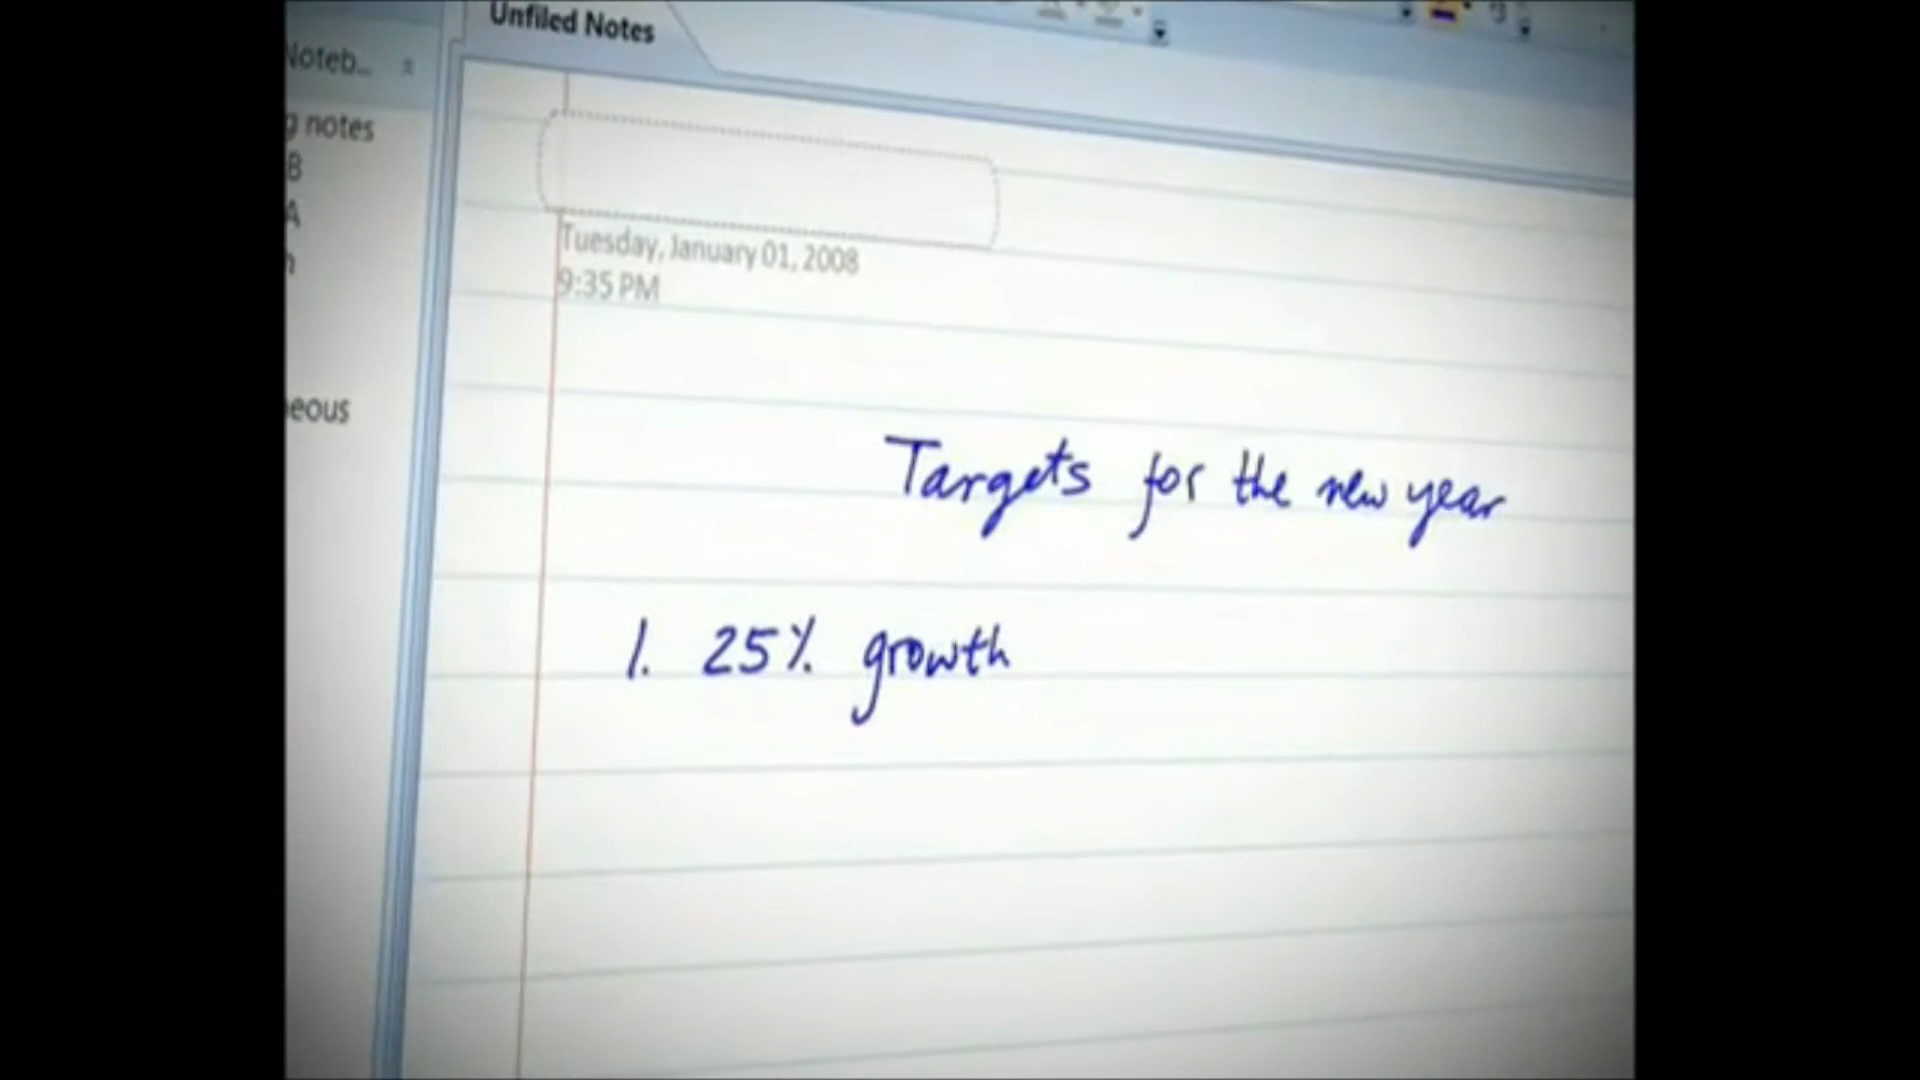 Unfiled Notes
Noteb...
g notes
B
A
eous
Tuesday, January 01, 2008
9:35 PM
Targets for the new year
1. 25% growth